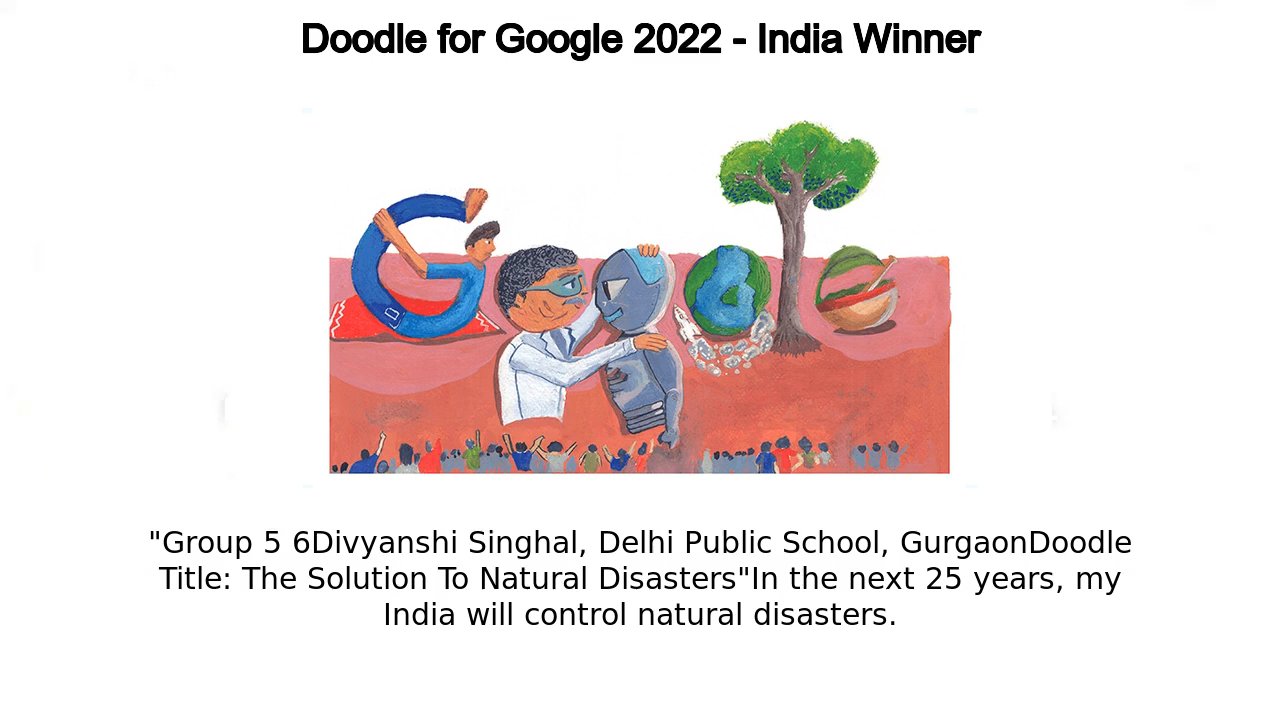 Doodle for Google 2022 - India Winner
"Group 5 6Divyanshi Singhal, Delhi Public School, GurgaonDoodle
Title: The Solution To Natural Disasters"In the next 25 years, my
India will control natural disasters.